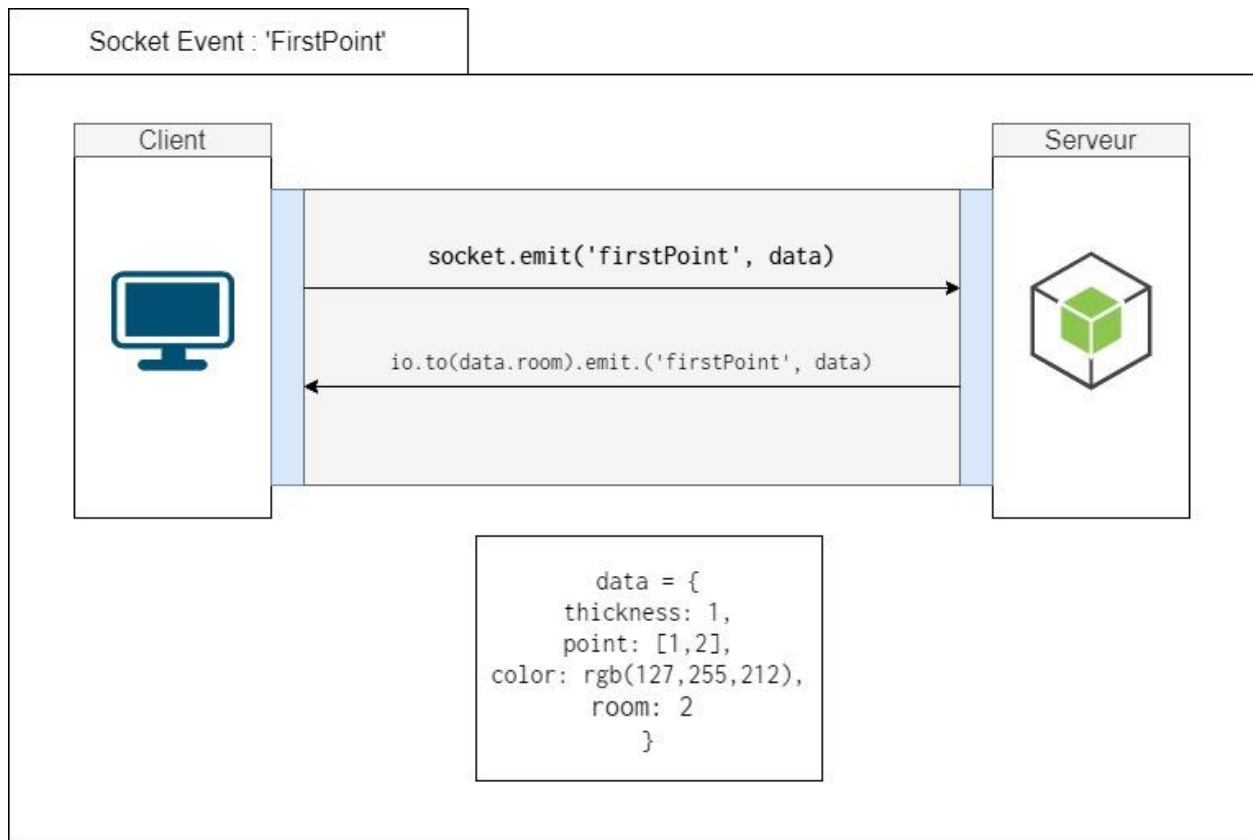 Socket Event : 'FirstPoint'
Client
Serveur
socket.emit('firstPoint', data)
io.to(data.room).emit.('firstPoint', data)
data = {
thickness: 1,
point: [1,2],
color: rgb(127,255,212),
room: 2
}